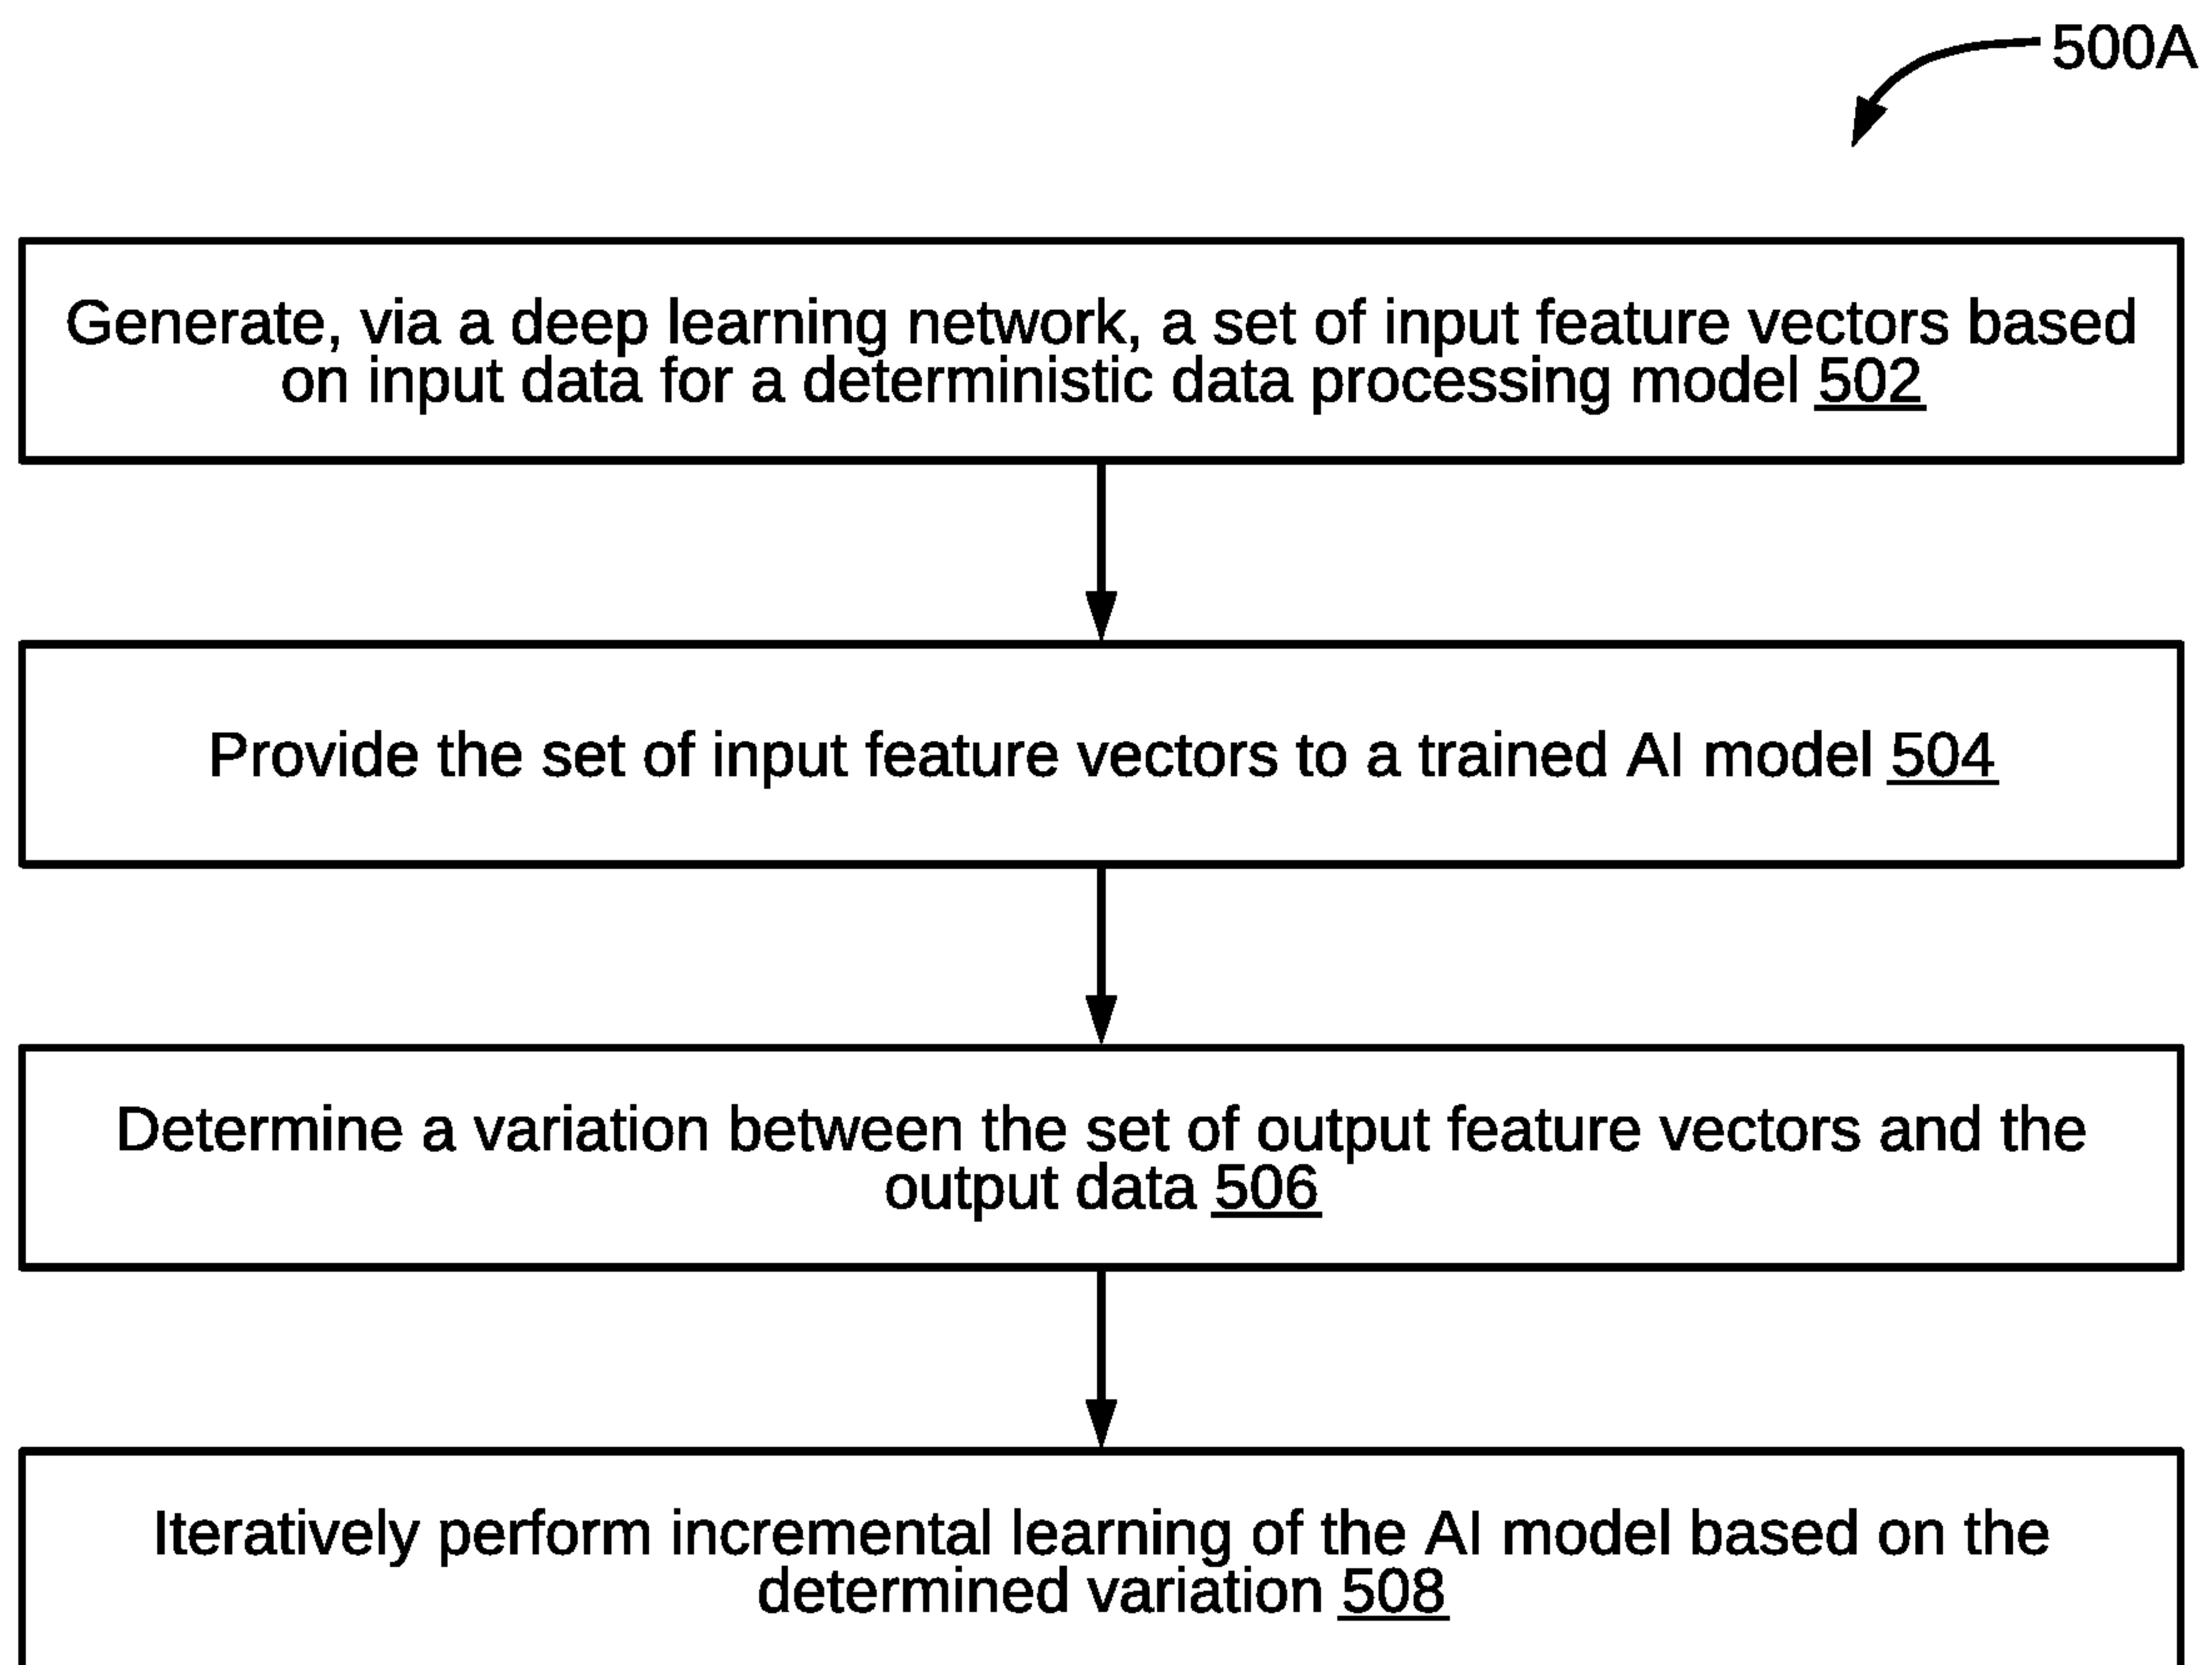 500A
Generate, via a deep learning network, a set of input feature vectors based
on input data for a deterministic data processing model 502
Provide the set of input feature vectors to a trained AI model 504
Determine a variation between the set of output feature vectors and the
output data 506
Iteratively perform incremental learning of the AI model based on the
determined variation 508